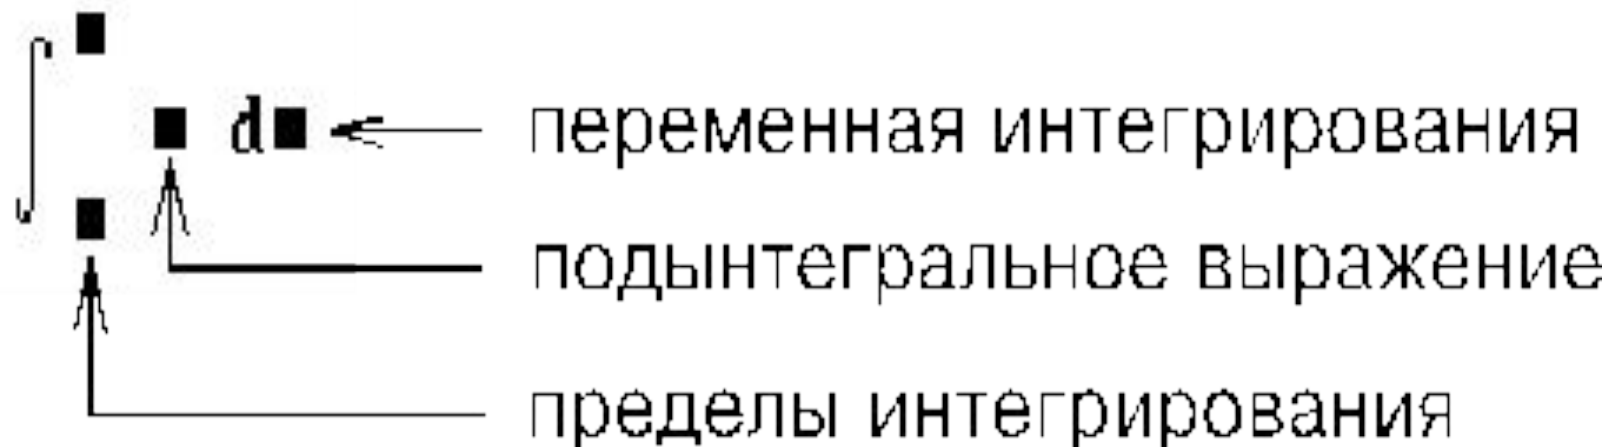 ∫ ■ d■
переменная интегрирования
подынтегральное выражение
пределы интегрирования